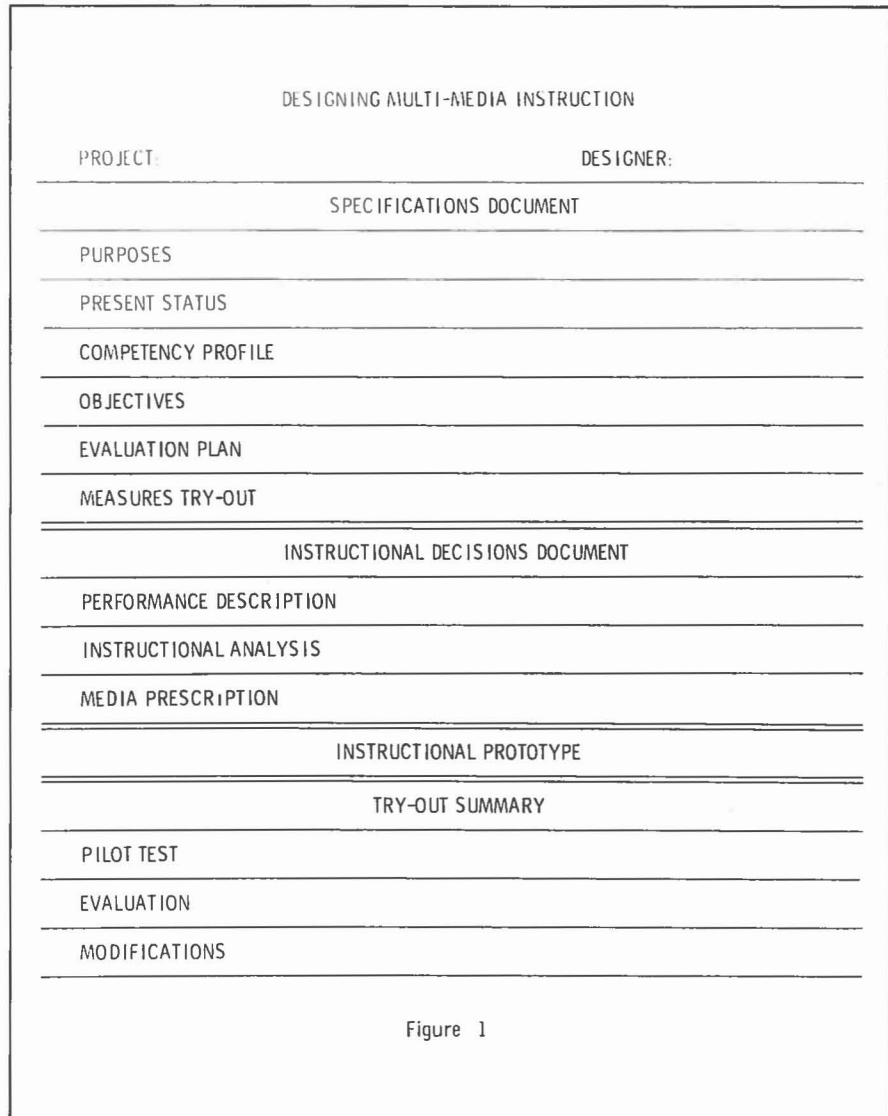 DESIGNING MULTI-MEDIA INSTRUCTION
PROJECT: DESIGNER:
SPECIFICATIONS DOCUMENT
PURPOSES
PRESENT STATUS
COMPETENCY PROFILE
OBJECTIVES
EVALUATION PLAN
MEASURES TRY-OUT
INSTRUCTIONAL DECISIONS DOCUMENT
PERFORMANCE DESCRIPTION
INSTRUCTIONAL ANALYSIS
MEDIA PRESCRIPTION
INSTRUCTIONAL PROTOTYPE
TRY-OUT SUMMARY
PILOT TEST
EVALUATION
MODIFICATIONS
Figure 1